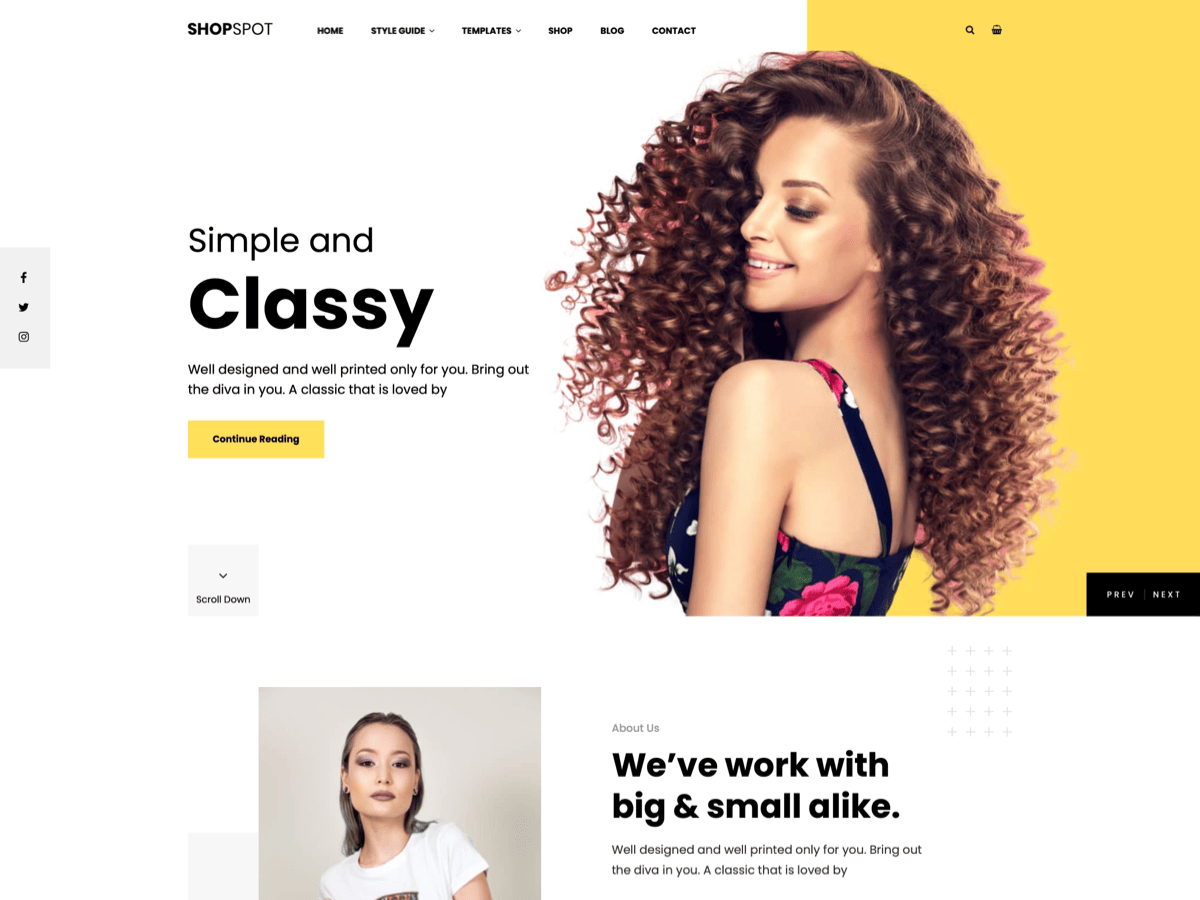 SHOPSPOT
HOME
STYLE GUIDE
TEMPLATES
SHOP
BLOG
CONTACT
Simple and
Classy
Well designed and well printed only for you. Bring out
the diva in you. A classic that is loved by
Continue Reading
Scroll Down
PREV
NEXT
About Us
We’ve work with
big & small alike.
Well designed and well printed only for you. Bring out
the diva in you. A classic that is loved by